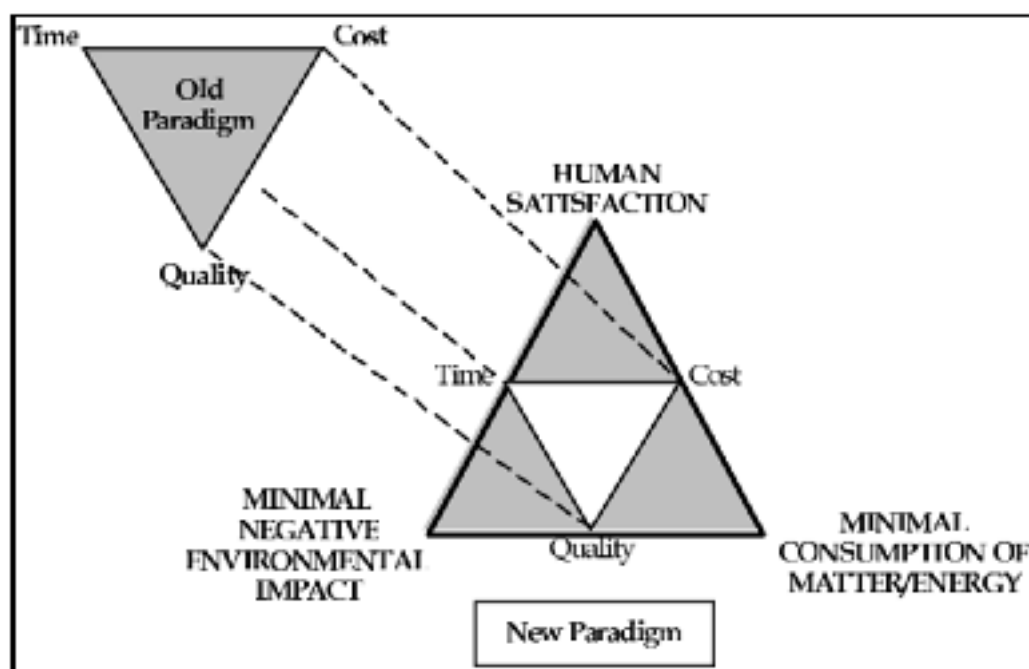 Time
Cost
Old
Paradigm
Quality
HUMAN
SATISFACTION
Time
Cost
MINIMAL
NEGATIVE
ENVIRONMENTAL
IMPACT
Quality
MINIMAL
CONSUMPTION OF
MATTER/ENERGY
New Paradigm